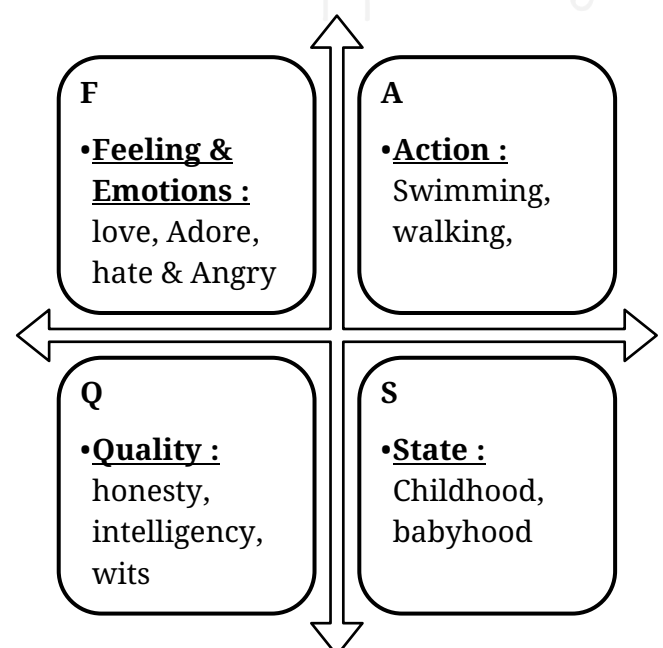 F
•Feeling &
Emotions :
love, Adore,
hate & Angry
A
•Action :
Swimming,
walking,
Q
•Quality :
honesty,
intelligency,
wits
S
•State :
Childhood,
babyhood